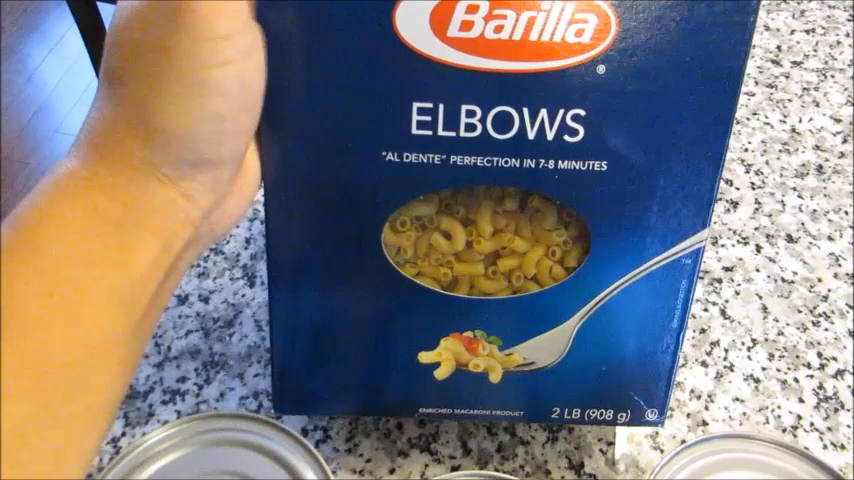 Barilla
®
ELBOWS
"AL DENTE" PERFECTION IN 7-8 MINUTES
TM
ENRICHED MACARONI PRODUCT
2 LB (908 g)
U